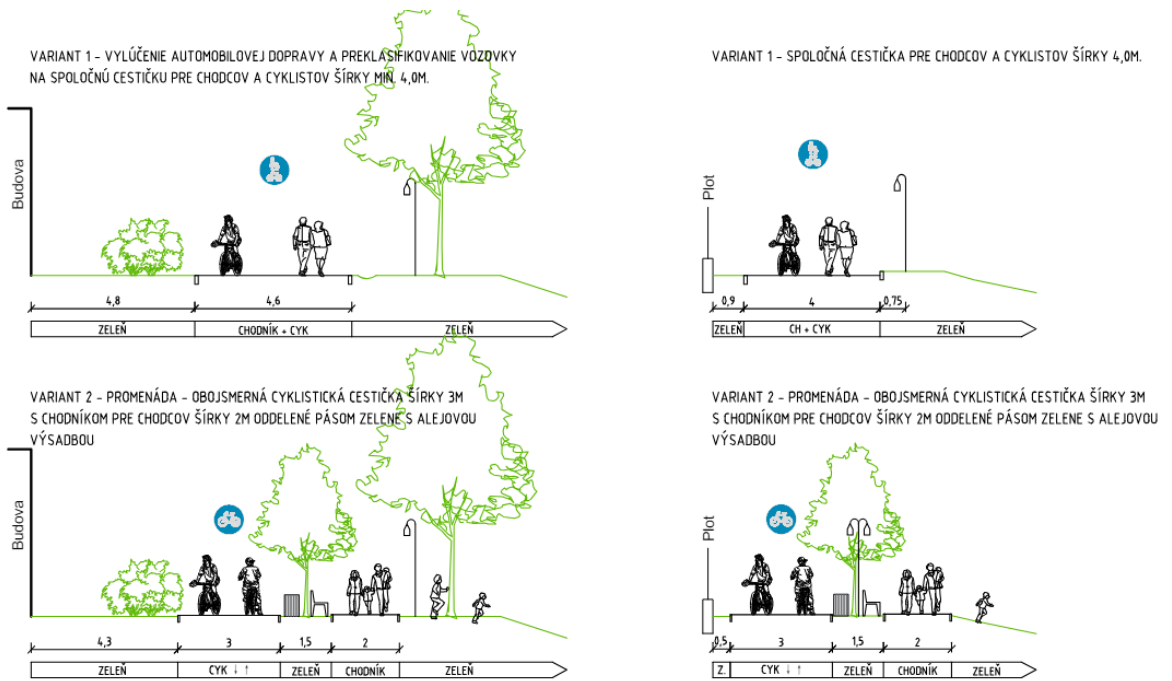 VARIANT 1 - VYLÚČENIE AUTOMOBILOVEJ DOPRAVY A PREKLASIFIKOVANIE VOZOVKY
NA SPOLOČNÚ CESTIČKU PRE CHODCOV A CYKLISTOV ŠÍRKY MIN. 4,0M.
Budova
4,8
4,6
ZELEŇ
CHODNÍK + CYK
ZELEŇ
VARIANT 1 - SPOLOČNÁ CESTIČKA PRE CHODCOV A CYKLISTOV ŠÍRKY 4,0M.
Plot
0,9
4
0,75
ZELEŇ
CH + CYK
ZELEŇ
VARIANT 2 - PROMENÁDA - OBOJSMERNÁ CYKLISTICKÁ CESTIČKA ŠÍRKY 3M
S CHODNÍKOM PRE CHODCOV ŠÍRKY 2M ODDELENÉ PÁSOM ZELENE S ALEJOVOU
VÝSADBOU
Budova
4,3
3
1,5
2
ZELEŇ
CYK ↓ ↑
ZELEŇ
CHODNÍK
ZELEŇ
VARIANT 2 - PROMENÁDA - OBOJSMERNÁ CYKLISTICKÁ CESTIČKA ŠÍRKY 3M
S CHODNÍKOM PRE CHODCOV ŠÍRKY 2M ODDELENÉ PÁSOM ZELENE S ALEJOVOU
VÝSADBOU
Plot
0,5
3
1,5
2
Z.
CYK ↓ ↑
ZELEŇ
CHODNÍK
ZELEŇ